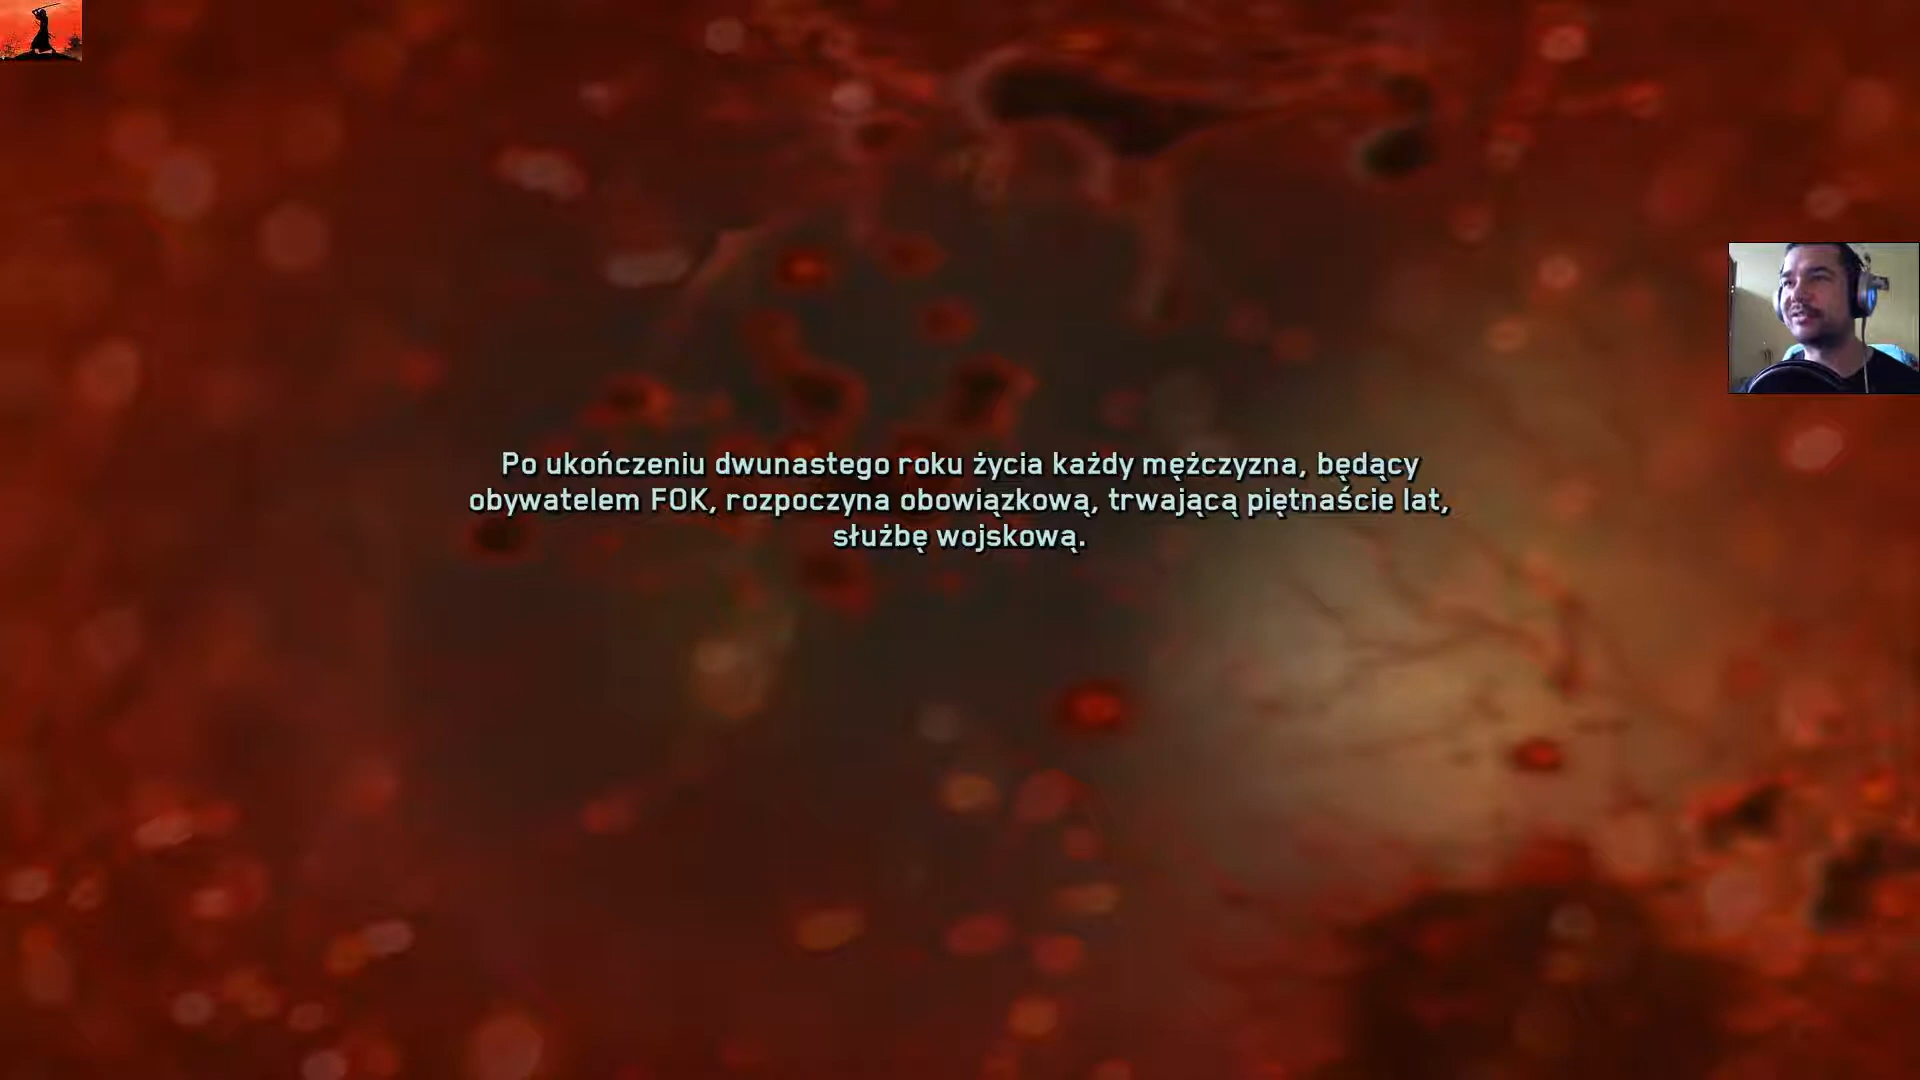 Po ukończeniu dwunastego roku życia każdy mężczyzna, będący
obywatelem FOK, rozpoczyna obowiązkową, trwającą piętnaście lat,
służbę wojskową.